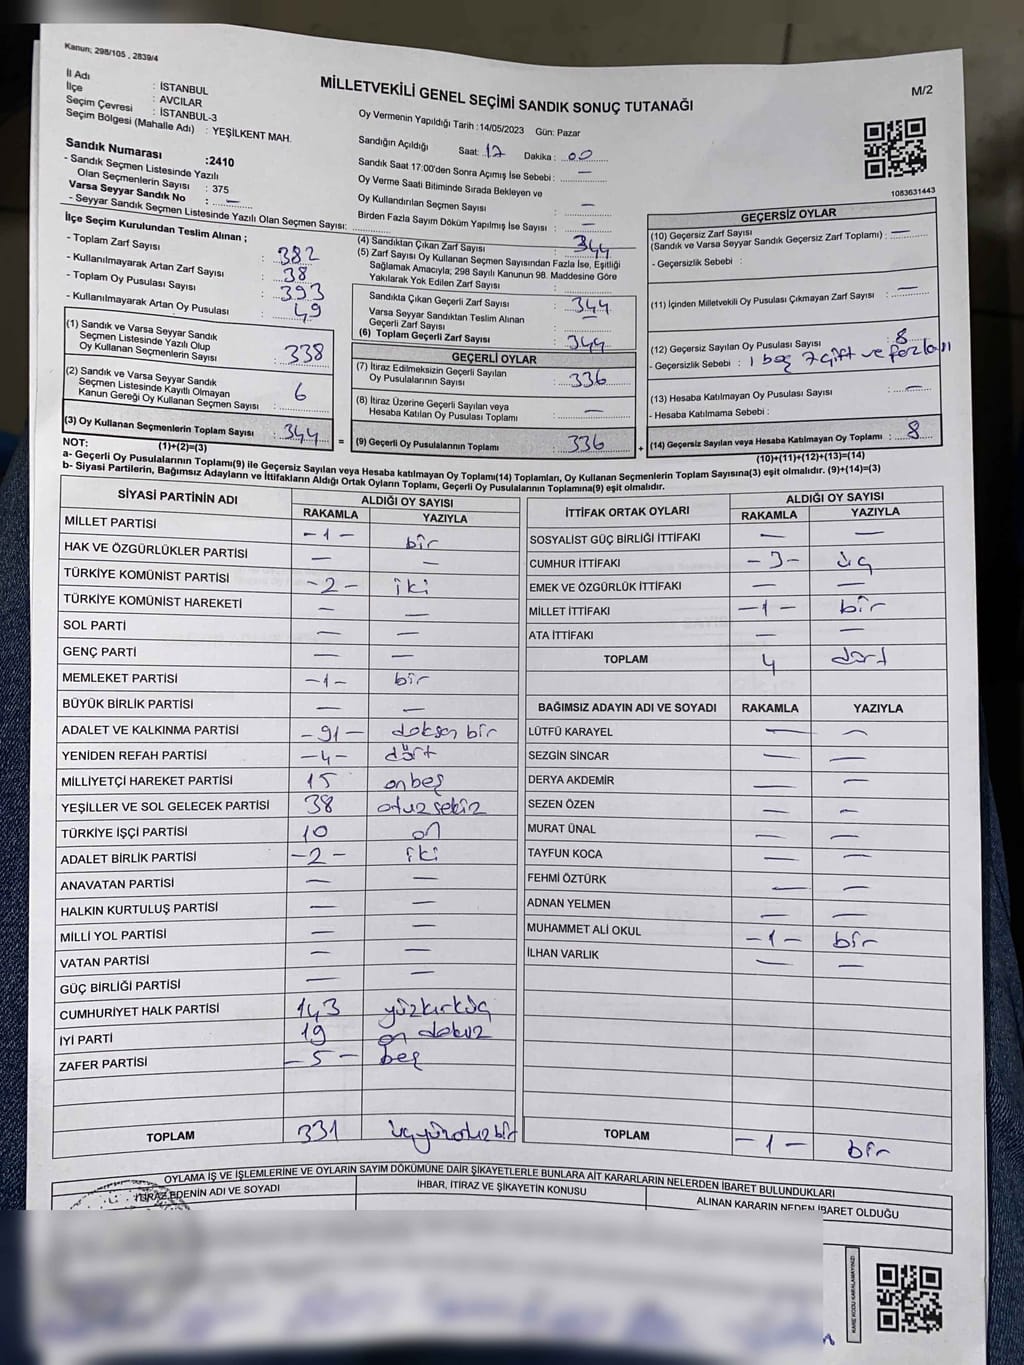 Kanun; 298/105 , 2839/4
MİLLETVEKİLİ GENEL SEÇİMİ SANDIK SONUÇ TUTANAĞI
M/2
İl Adı : İSTANBUL
İlçe : AVCILAR
Seçim Çevresi : İSTANBUL-3
Seçim Bölgesi (Mahalle Adı) : YEŞİLKENT MAH.
Sandık Numarası :2410
- Sandık Seçmen Listesinde Yazılı
Olan Seçmenlerin Sayısı : 375
Varsa Seyyar Sandık No : —
- Seyyar Sandık Seçmen Listesinde Yazılı Olan Seçmen Sayısı:
Oy Vermenin Yapıldığı Tarih :14/05/2023 Gün: Pazar
Sandığın Açıldığı Saat: 17 Dakika : 00
Sandık Saat 17:00'den Sonra Açımış İse Sebebi : —
Oy Verme Saati Bitiminde Sırada Bekleyen ve
Oy Kullandırılan Seçmen Sayısı : —
Birden Fazla Sayım Döküm Yapılmış İse Sayısı : —
1083631443
İlçe Seçim Kurulundan Teslim Alınan ;
- Toplam Zarf Sayısı : 382
- Kullanılmayarak Artan Zarf Sayısı : 38
- Toplam Oy Pusulası Sayısı : 393
- Kullanılmayarak Artan Oy Pusulası : 49
(1) Sandık ve Varsa Seyyar Sandık
Seçmen Listesinde Yazılı Olup
Oy Kullanan Seçmenlerin Sayısı : 338
(2) Sandık ve Varsa Seyyar Sandık
Seçmen Listesinde Kayıtlı Olmayan
Kanun Gereği Oy Kullanan Seçmen Sayısı : 6
(3) Oy Kullanan Seçmenlerin Toplam Sayısı : 344
(1)+(2)=(3)
(4) Sandıktan Çıkan Zarf Sayısı : 344
(5) Zarf Sayısı Oy Kullanan Seçmen Sayısından Fazla İse, Eşitliği
Sağlamak Amacıyla; 298 Sayılı Kanunun 98. Maddesine Göre
Yakılarak Yok Edilen Zarf Sayısı :
Sandıkta Çıkan Geçerli Zarf Sayısı : 344
Varsa Seyyar Sandıktan Teslim Alınan
Geçerli Zarf Sayısı : —
(6) Toplam Geçerli Zarf Sayısı : 344
GEÇERLİ OYLAR
(7) İtiraz Edilmeksizin Geçerli Sayılan
Oy Pusulalarının Sayısı : 336
(8) İtiraz Üzerine Geçerli Sayılan veya
Hesaba Katılan Oy Pusulası Toplamı : —
= (9) Geçerli Oy Pusulalarının Toplamı : 336
GEÇERSİZ OYLAR
(10) Geçersiz Zarf Sayısı
(Sandık ve Varsa Seyyar Sandık Geçersiz Zarf Toplamı) : —
- Geçersizlik Sebebi :
(11) İçinden Milletvekili Oy Pusulası Çıkmayan Zarf Sayısı : —
(12) Geçersiz Sayılan Oy Pusulası Sayısı : 8
- Geçersizlik Sebebi : 1 boş 7 çift ve fazlası
(13) Hesaba Katılmayan Oy Pusulası Sayısı : —
- Hesaba Katılmama Sebebi :
+ (14) Geçersiz Sayılan veya Hesaba Katılmayan Oy Toplamı : 8
(10)+(11)+(12)+(13)=(14)
NOT:
a- Geçerli Oy Pusulalarının Toplamı(9) ile Geçersiz Sayılan veya Hesaba katılmayan Oy Toplamı(14) Toplamları, Oy Kullanan Seçmenlerin Toplam Sayısına(3) eşit olmalıdır. (9)+(14)=(3)
b- Siyasi Partilerin, Bağımsız Adayların ve İttifakların Aldığı Ortak Oyların Toplamı, Geçerli Oy Pusulalarının Toplamına(9) eşit olmalıdır.
SİYASİ PARTİNİN ADI ALDIĞI OY SAYISI
RAKAMLA YAZIYLA
MİLLET PARTİSİ -1- bir
HAK VE ÖZGÜRLÜKLER PARTİSİ — —
TÜRKİYE KOMÜNİST PARTİSİ -2- iki
TÜRKİYE KOMÜNİST HAREKETİ — —
SOL PARTİ — —
GENÇ PARTİ — —
MEMLEKET PARTİSİ -1- bir
BÜYÜK BİRLİK PARTİSİ — —
ADALET VE KALKINMA PARTİSİ -91- doksan bir
YENİDEN REFAH PARTİSİ -4- dört
MİLLİYETÇİ HAREKET PARTİSİ 15 onbeş
YEŞİLLER VE SOL GELECEK PARTİSİ 38 otuzsekiz
TÜRKİYE İŞÇİ PARTİSİ 10 on
ADALET BİRLİK PARTİSİ -2- iki
ANAVATAN PARTİSİ — —
HALKIN KURTULUŞ PARTİSİ — —
MİLLİ YOL PARTİSİ — —
VATAN PARTİSİ — —
GÜÇ BİRLİĞİ PARTİSİ — —
CUMHURİYET HALK PARTİSİ 143 yüzkırküç
İYİ PARTİ 19 on dokuz
ZAFER PARTİSİ -5- beş
TOPLAM 331 üçyüzotuzbir
İTTİFAK ORTAK OYLARI ALDIĞI OY SAYISI
RAKAMLA YAZIYLA
SOSYALİST GÜÇ BİRLİĞİ İTTİFAKI — —
CUMHUR İTTİFAKI -3- üç
EMEK VE ÖZGÜRLÜK İTTİFAKI — —
MİLLET İTTİFAKI -1- bir
ATA İTTİFAKI — —
TOPLAM 4 dört
BAĞIMSIZ ADAYIN ADI VE SOYADI RAKAMLA YAZIYLA
LÜTFÜ KARAYEL — —
SEZGİN SİNCAR — —
DERYA AKDEMİR — —
SEZEN ÖZEN — —
MURAT ÜNAL — —
TAYFUN KOCA — —
FEHMİ ÖZTÜRK — —
ADNAN YELMEN — —
MUHAMMET ALİ OKUL -1- bir
İLHAN VARLIK — —
TOPLAM -1- bir
OYLAMA İŞ VE İŞLEMLERİNE VE OYLARIN SAYIM DÖKÜMÜNE DAİR ŞİKAYETLERLE BUNLARA AİT KARARLARIN NELERDEN İBARET BULUNDUKLARI
İTİRAZ EDENİN ADI VE SOYADI İHBAR, İTİRAZ VE ŞİKAYETİN KONUSU ALINAN KARARIN NEDEN İBARET OLDUĞU
KARE KODU KARALAMAYINIZ!